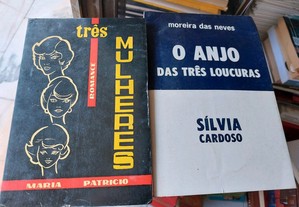 três
MULHERES
ROMANCE
MARIA PATRICIO
moreira das neves
O ANJO
DAS TRÊS LOUCURAS
SÍLVIA
CARDOSO